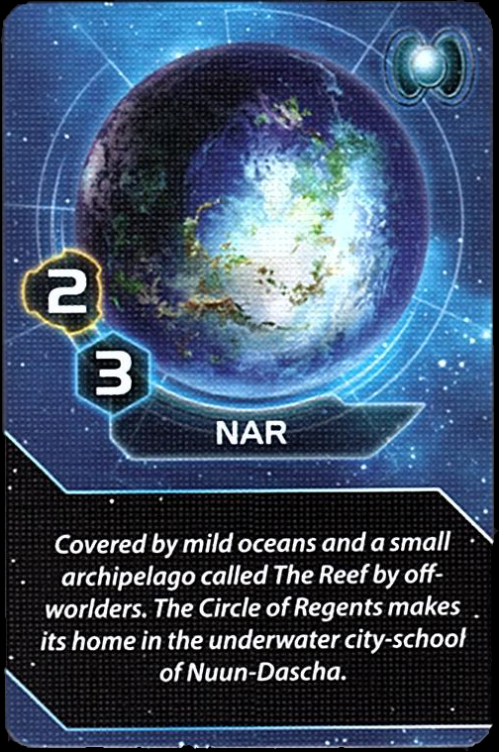 2
3
NAR
Covered by mild oceans and a small
archipelago called The Reef by off-
worlders. The Circle of Regents makes
its home in the underwater city-school
of Nuun-Dascha.